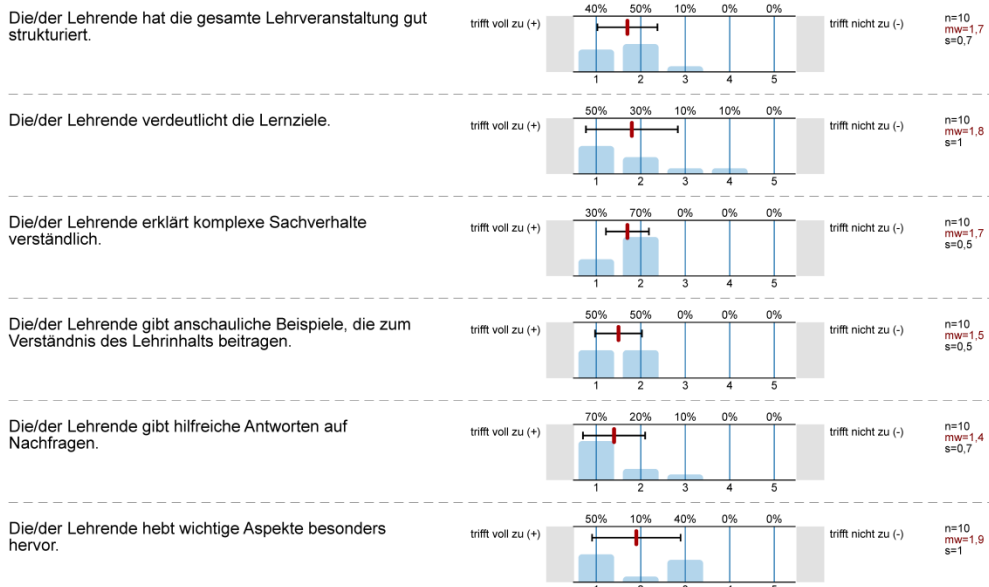 40% 50% 10% 0% 0%
Die/der Lehrende hat die gesamte Lehrveranstaltung gut
strukturiert.
trifft voll zu (+)
trifft nicht zu (-)
n=10
mw=1,7
s=0,7
1 2 3 4 5
50% 30% 10% 10% 0%
Die/der Lehrende verdeutlicht die Lernziele.
trifft voll zu (+)
trifft nicht zu (-)
n=10
mw=1,8
s=1
1 2 3 4 5
30% 70% 0% 0% 0%
Die/der Lehrende erklärt komplexe Sachverhalte
verständlich.
trifft voll zu (+)
trifft nicht zu (-)
n=10
mw=1,7
s=0,5
1 2 3 4 5
50% 50% 0% 0% 0%
Die/der Lehrende gibt anschauliche Beispiele, die zum
Verständnis des Lehrinhalts beitragen.
trifft voll zu (+)
trifft nicht zu (-)
n=10
mw=1,5
s=0,5
1 2 3 4 5
70% 20% 10% 0% 0%
Die/der Lehrende gibt hilfreiche Antworten auf
Nachfragen.
trifft voll zu (+)
trifft nicht zu (-)
n=10
mw=1,4
s=0,7
1 2 3 4 5
50% 10% 40% 0% 0%
Die/der Lehrende hebt wichtige Aspekte besonders
hervor.
trifft voll zu (+)
trifft nicht zu (-)
n=10
mw=1,9
s=1